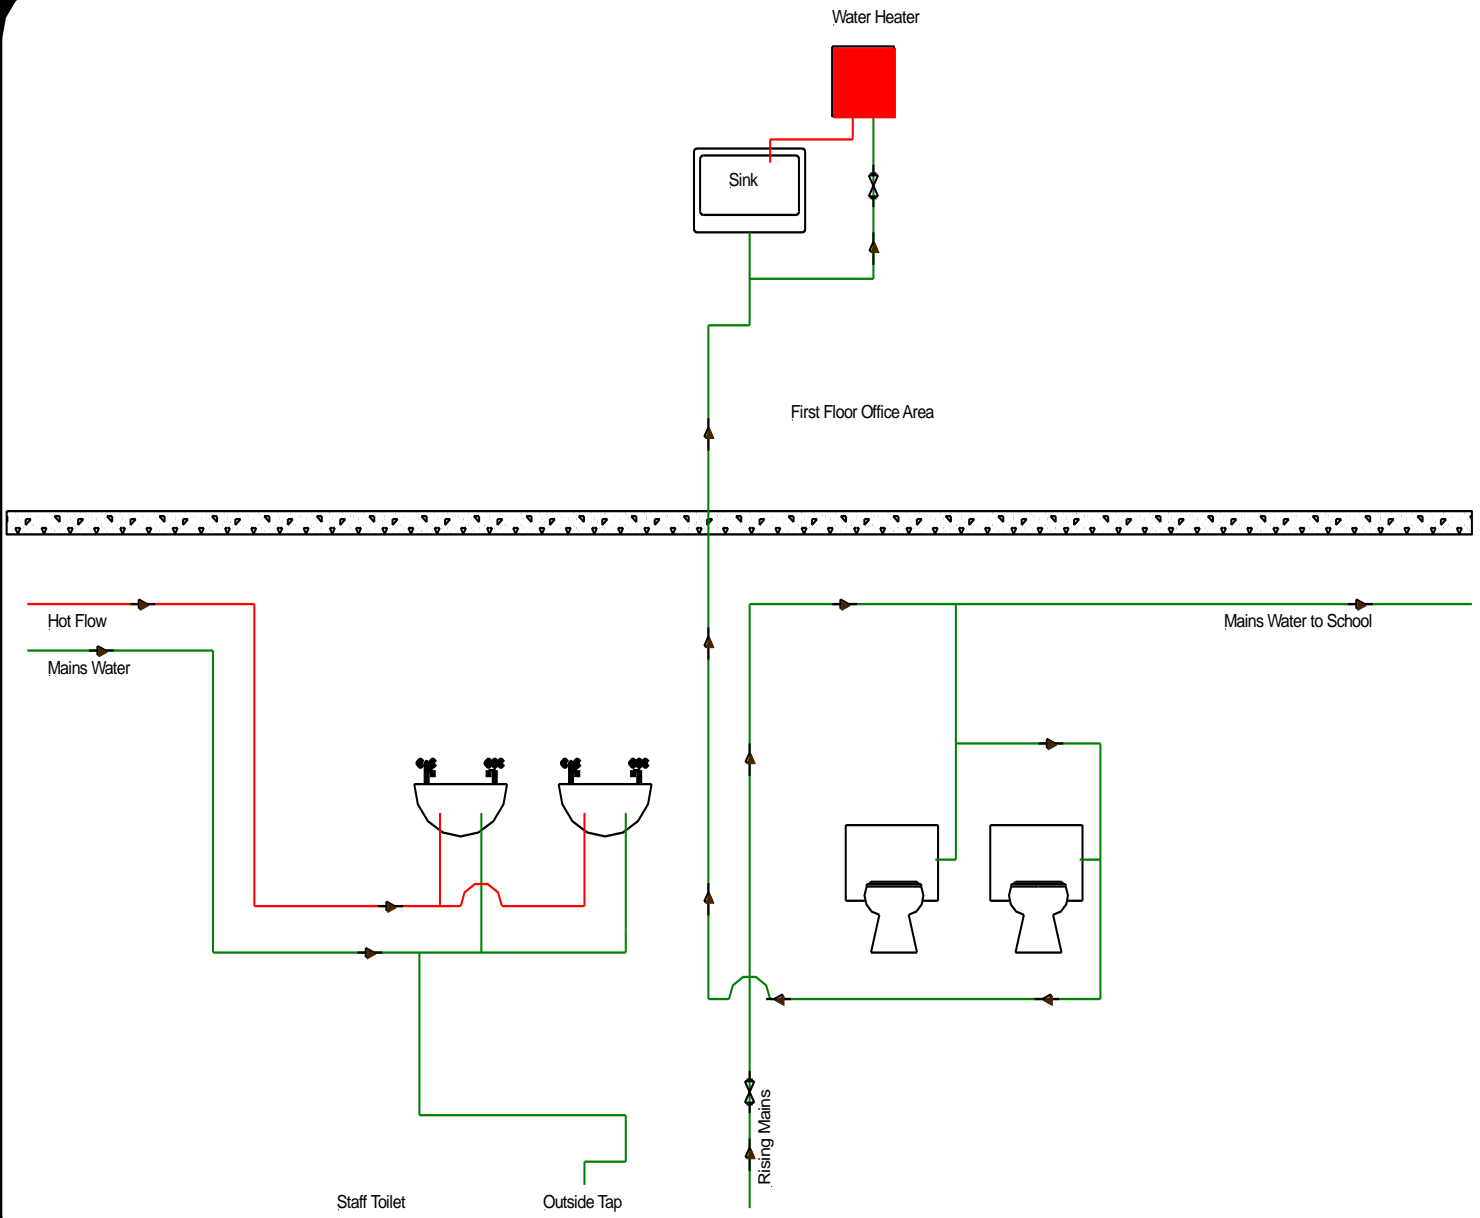 Water Heater
Sink
First Floor Office Area
Hot Flow
Mains Water to School
Mains Water
Rising Mains
Staff Toilet
Outside Tap